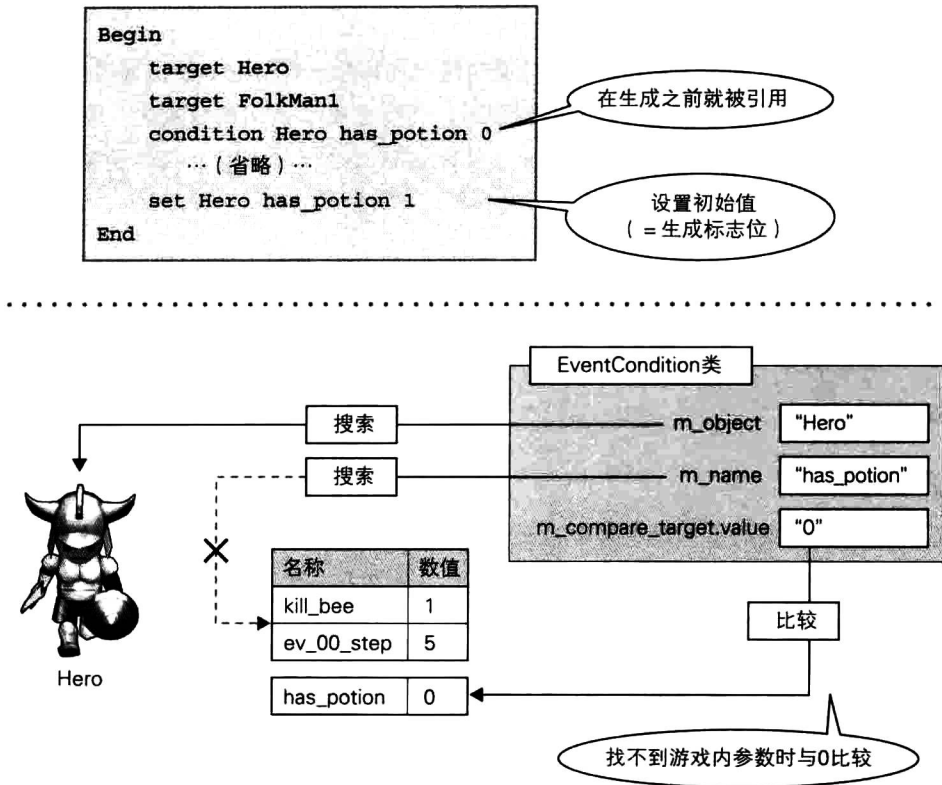 Begin
target Hero
target FolkMan1
condition Hero has_potion 0
…（省略）…
set Hero has_potion 1
End
在生成之前就被引用
设置初始值
（=生成标志位）
EventCondition类
搜索
m_object
“Hero”
搜索
m_name
“has_potion”
m_compare_target.value
“0”
名称 数值
kill_bee 1
ev_00_step 5
has_potion 0
比较
Hero
找不到游戏内参数时与0比较